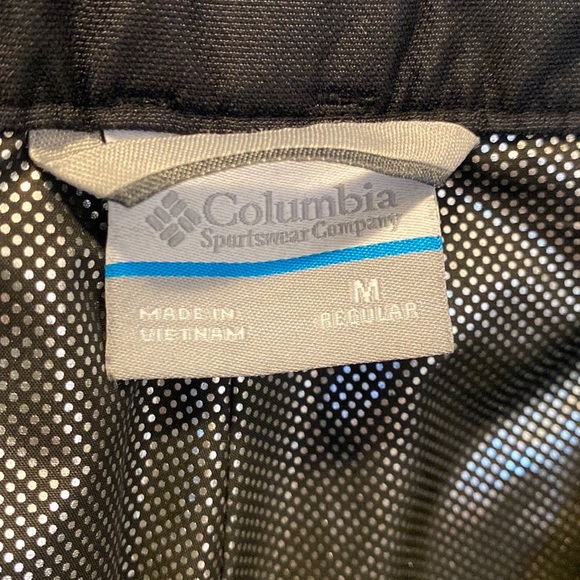 Columbia
Sportswear Company
MADE IN
VIETNAM
M
REGULAR